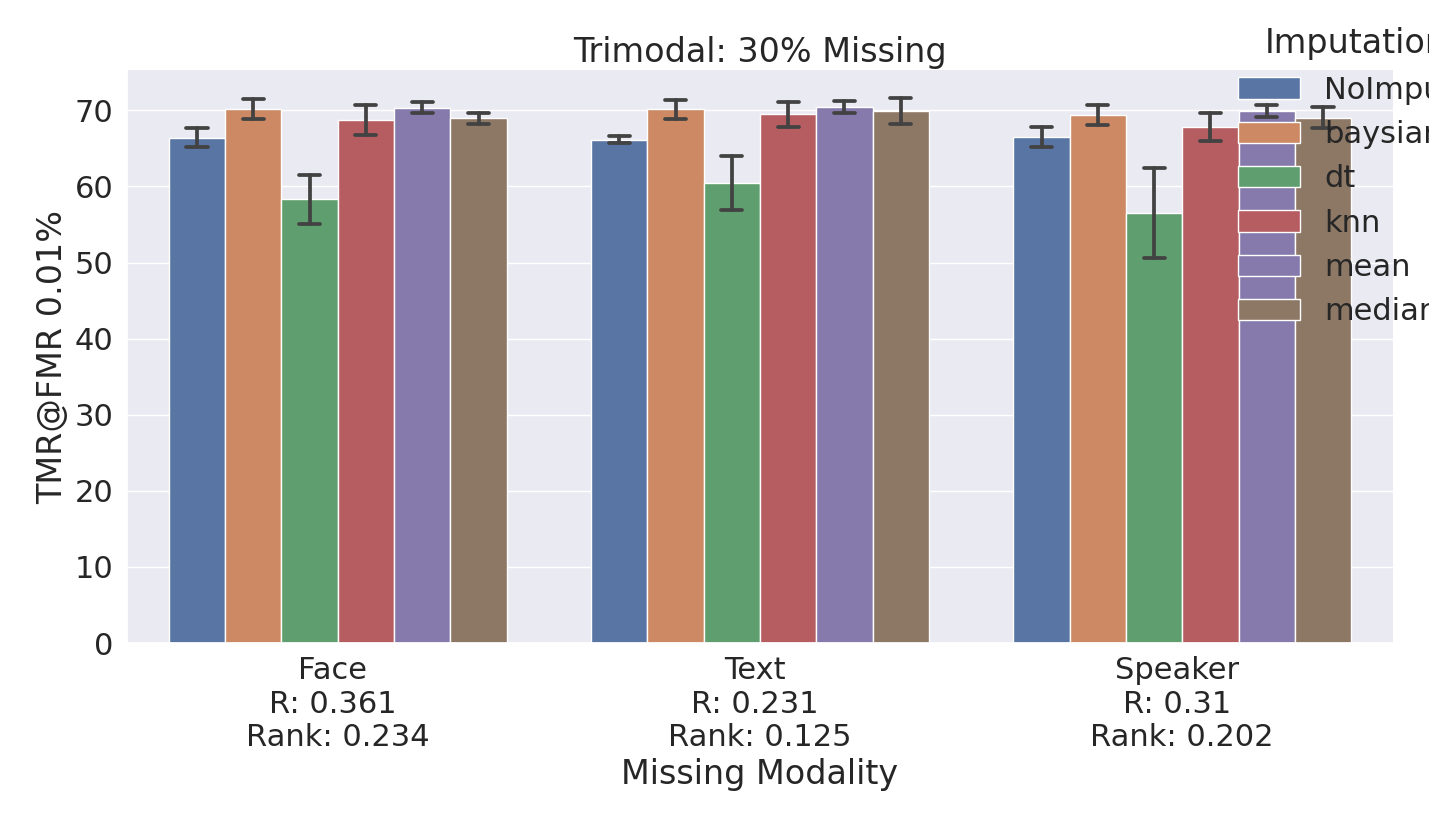 Trimodal: 30% Missing
Imputation
NoImpu
baysian
dt
knn
mean
median
TMR@FMR 0.01%
70
60
50
40
30
20
10
0
Face
R: 0.361
Rank: 0.234
Text
R: 0.231
Rank: 0.125
Speaker
R: 0.31
Rank: 0.202
Missing Modality